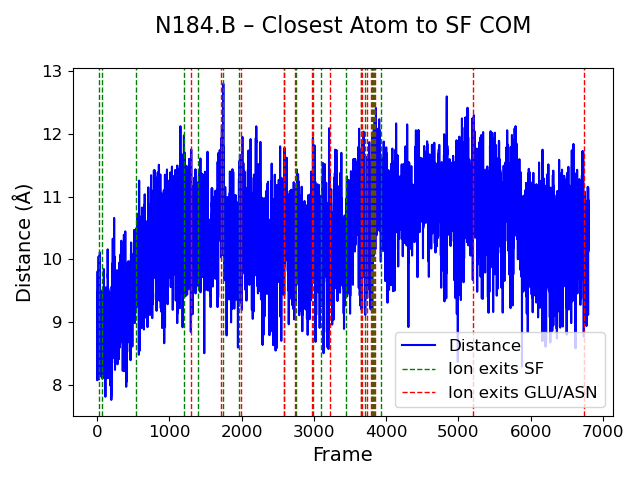 N184.B – Closest Atom to SF COM
Distance (Å)
13
12
11
10
9
8
Distance
Ion exits SF
Ion exits GLU/ASN
0 1000 2000 3000 4000 5000 6000 7000
Frame